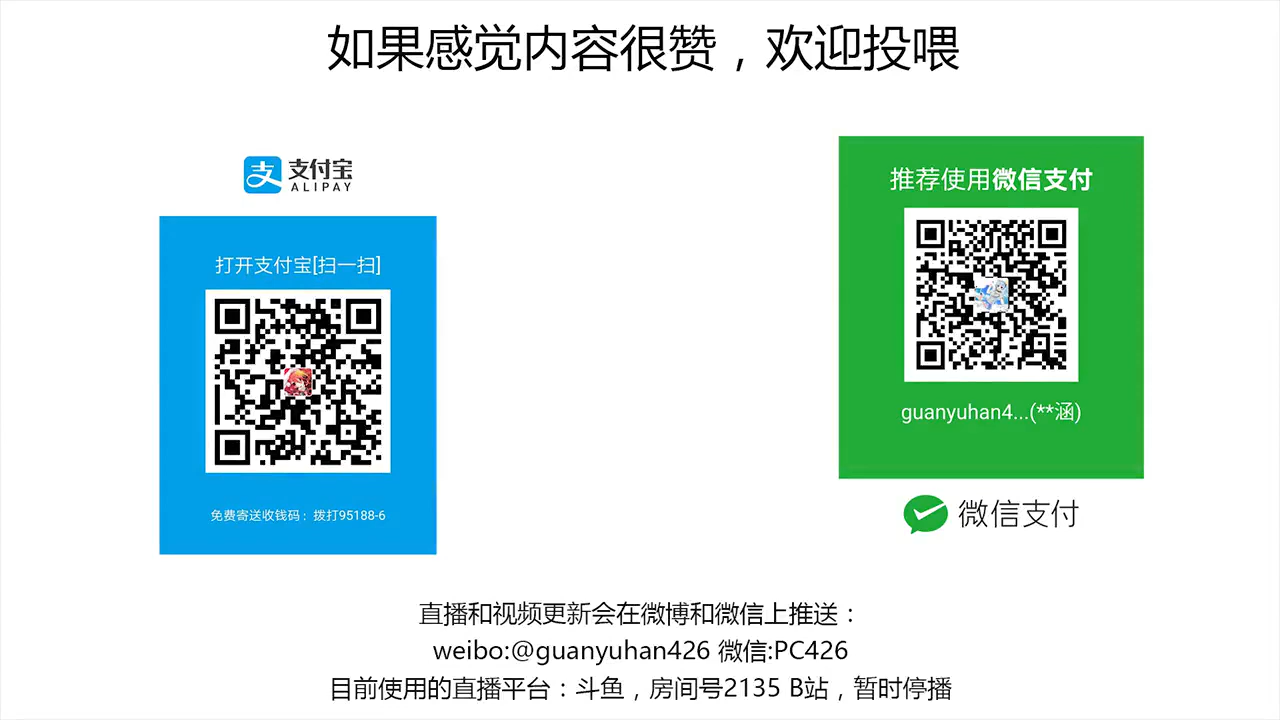 如果感觉内容很赞，欢迎投喂
支付宝
ALIPAY
打开支付宝[扫一扫]
免费寄送收钱码：拨打95188-6
推荐使用微信支付
guanyuhan4...(**涵)
微信支付
直播和视频更新会在微博和微信上推送：
weibo:@guanyuhan426 微信:PC426
目前使用的直播平台：斗鱼，房间号2135 B站，暂时停播